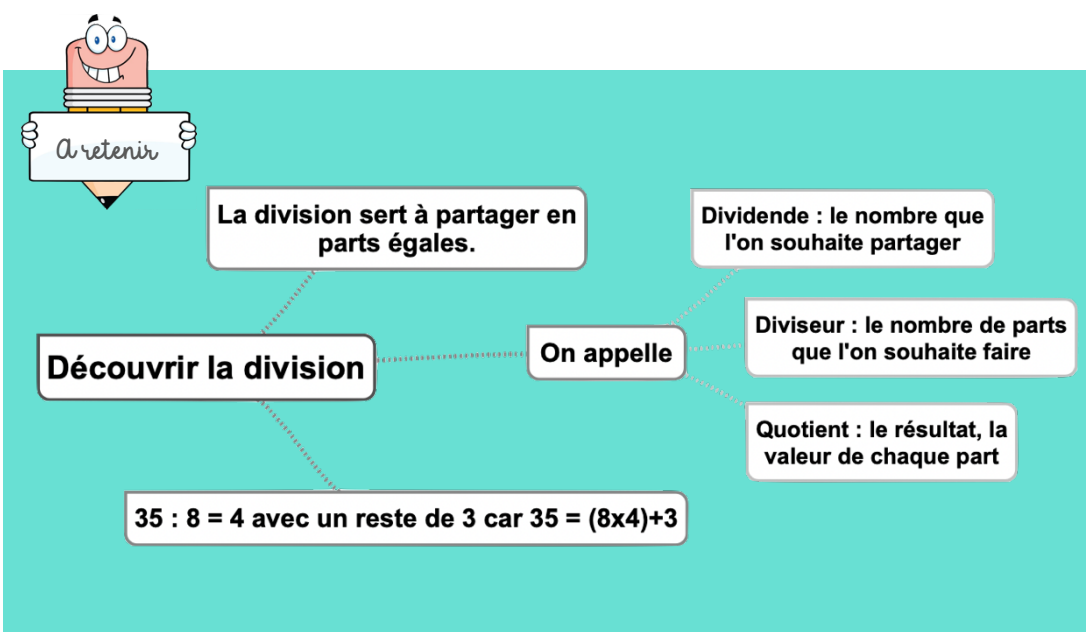 A retenir
La division sert à partager en
parts égales.
Dividende : le nombre que
l'on souhaite partager
Découvrir la division
On appelle
Diviseur : le nombre de parts
que l'on souhaite faire
Quotient : le résultat, la
valeur de chaque part
35 : 8 = 4 avec un reste de 3 car 35 = (8x4)+3